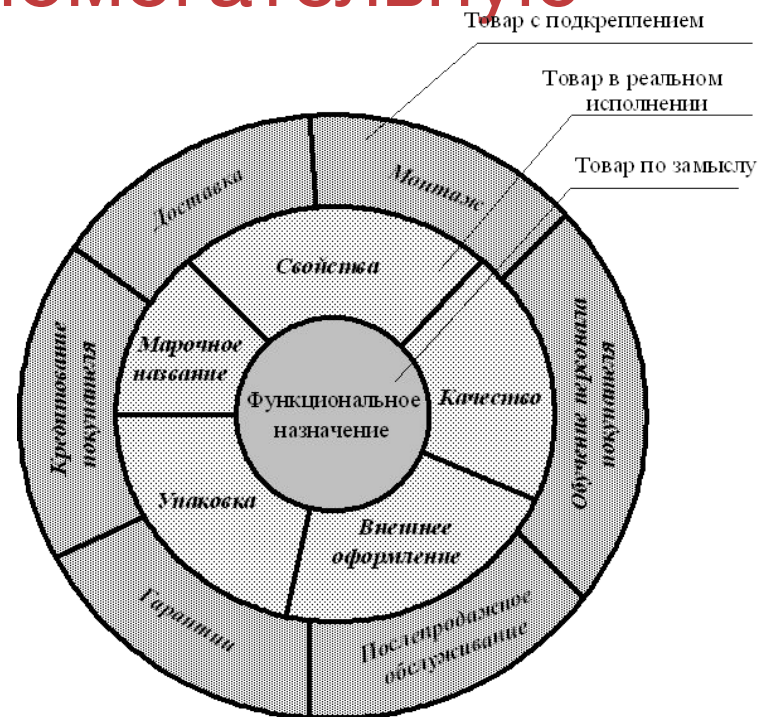 Товар с подкреплением
Товар в реальном
исполнении
Товар по замыслу
Доставка
Монтаж
Свойства
Марочное
название
Кредитование
покупателя
Функциональное
назначение
Качество
Обучение персонала
покупателя
Упаковка
Внешнее
оформление
Гарантии
Послепродажное
обслуживание